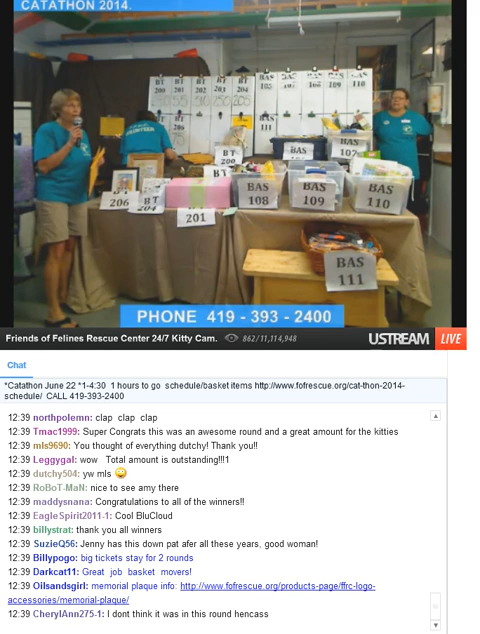 CATATHON 2014.
BT 200
BT 201
BT 202
BT 203
BT 204
BAS 105
BAS
BAS 108
BAS 109
BAS 110
BT 206
BAS 111
VOLUNTEER
BT 200
BAS
BAS 107
BT
206
BT 204
201
BAS 108
BAS 109
BAS 110
BAS 111
PHONE 419 - 393 - 2400
Friends of Felines Rescue Center 24/7 Kitty Cam. 862/11,114,948 USTREAM LIVE
Chat
*Catathon June 22 *1-4:30 1 hours to go schedule/basket items http://www.fofrescue.org/cat-thon-2014-
schedule/ CALL 419-393-2400
12:39 northpolemn: clap clap clap
12:39 Tmac1999: Super Congrats this was an awesome round and a great amount for the kitties
12:39 mls9690: You thought of everything dutchy! Thank you!!
12:39 Leggygal: wow Total amount is outstanding!!!1
12:39 dutchy504: yw mls
12:39 RoBoT-MaN: nice to see amy there
12:39 maddysnana: Congratulations to all of the winners!!
12:39 EagleSpirit2011-1: Cool BluCloud
12:39 billystrat: thank you all winners
12:39 SuzieQ56: Jenny has this down pat afer all these years, good woman!
12:39 Billypogo: big tickets stay for 2 rounds
12:39 Darkcat11: Great job basket movers!
12:39 Oilsandsgirl: memorial plaque info: http://www.fofrescue.org/products-page/ffrc-logo-
accessories/memorial-plaque/
12:39 CherylAnn275-1: I dont think it was in this round hencass